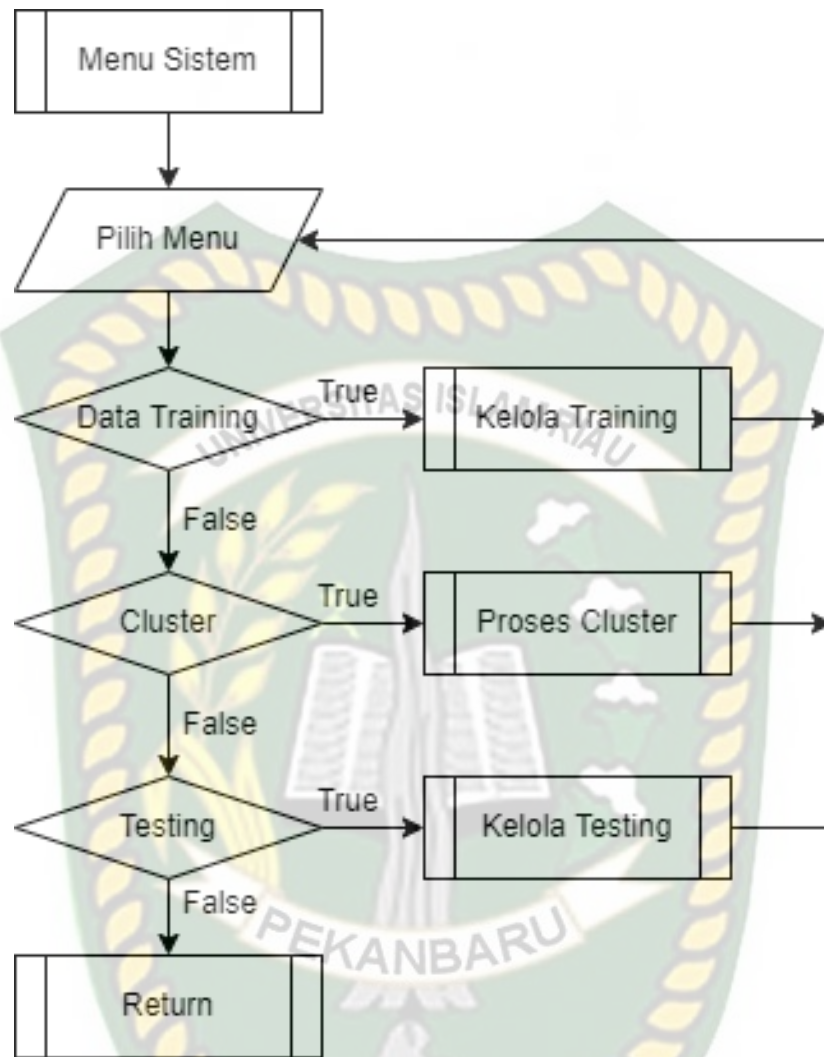 Menu Sistem
Pilih Menu
Data Training
True
Kelola Training
UNIVERSITAS ISLAM RIAU
False
Cluster
True
Proses Cluster
False
Testing
True
Kelola Testing
False
PEKANBARU
Return